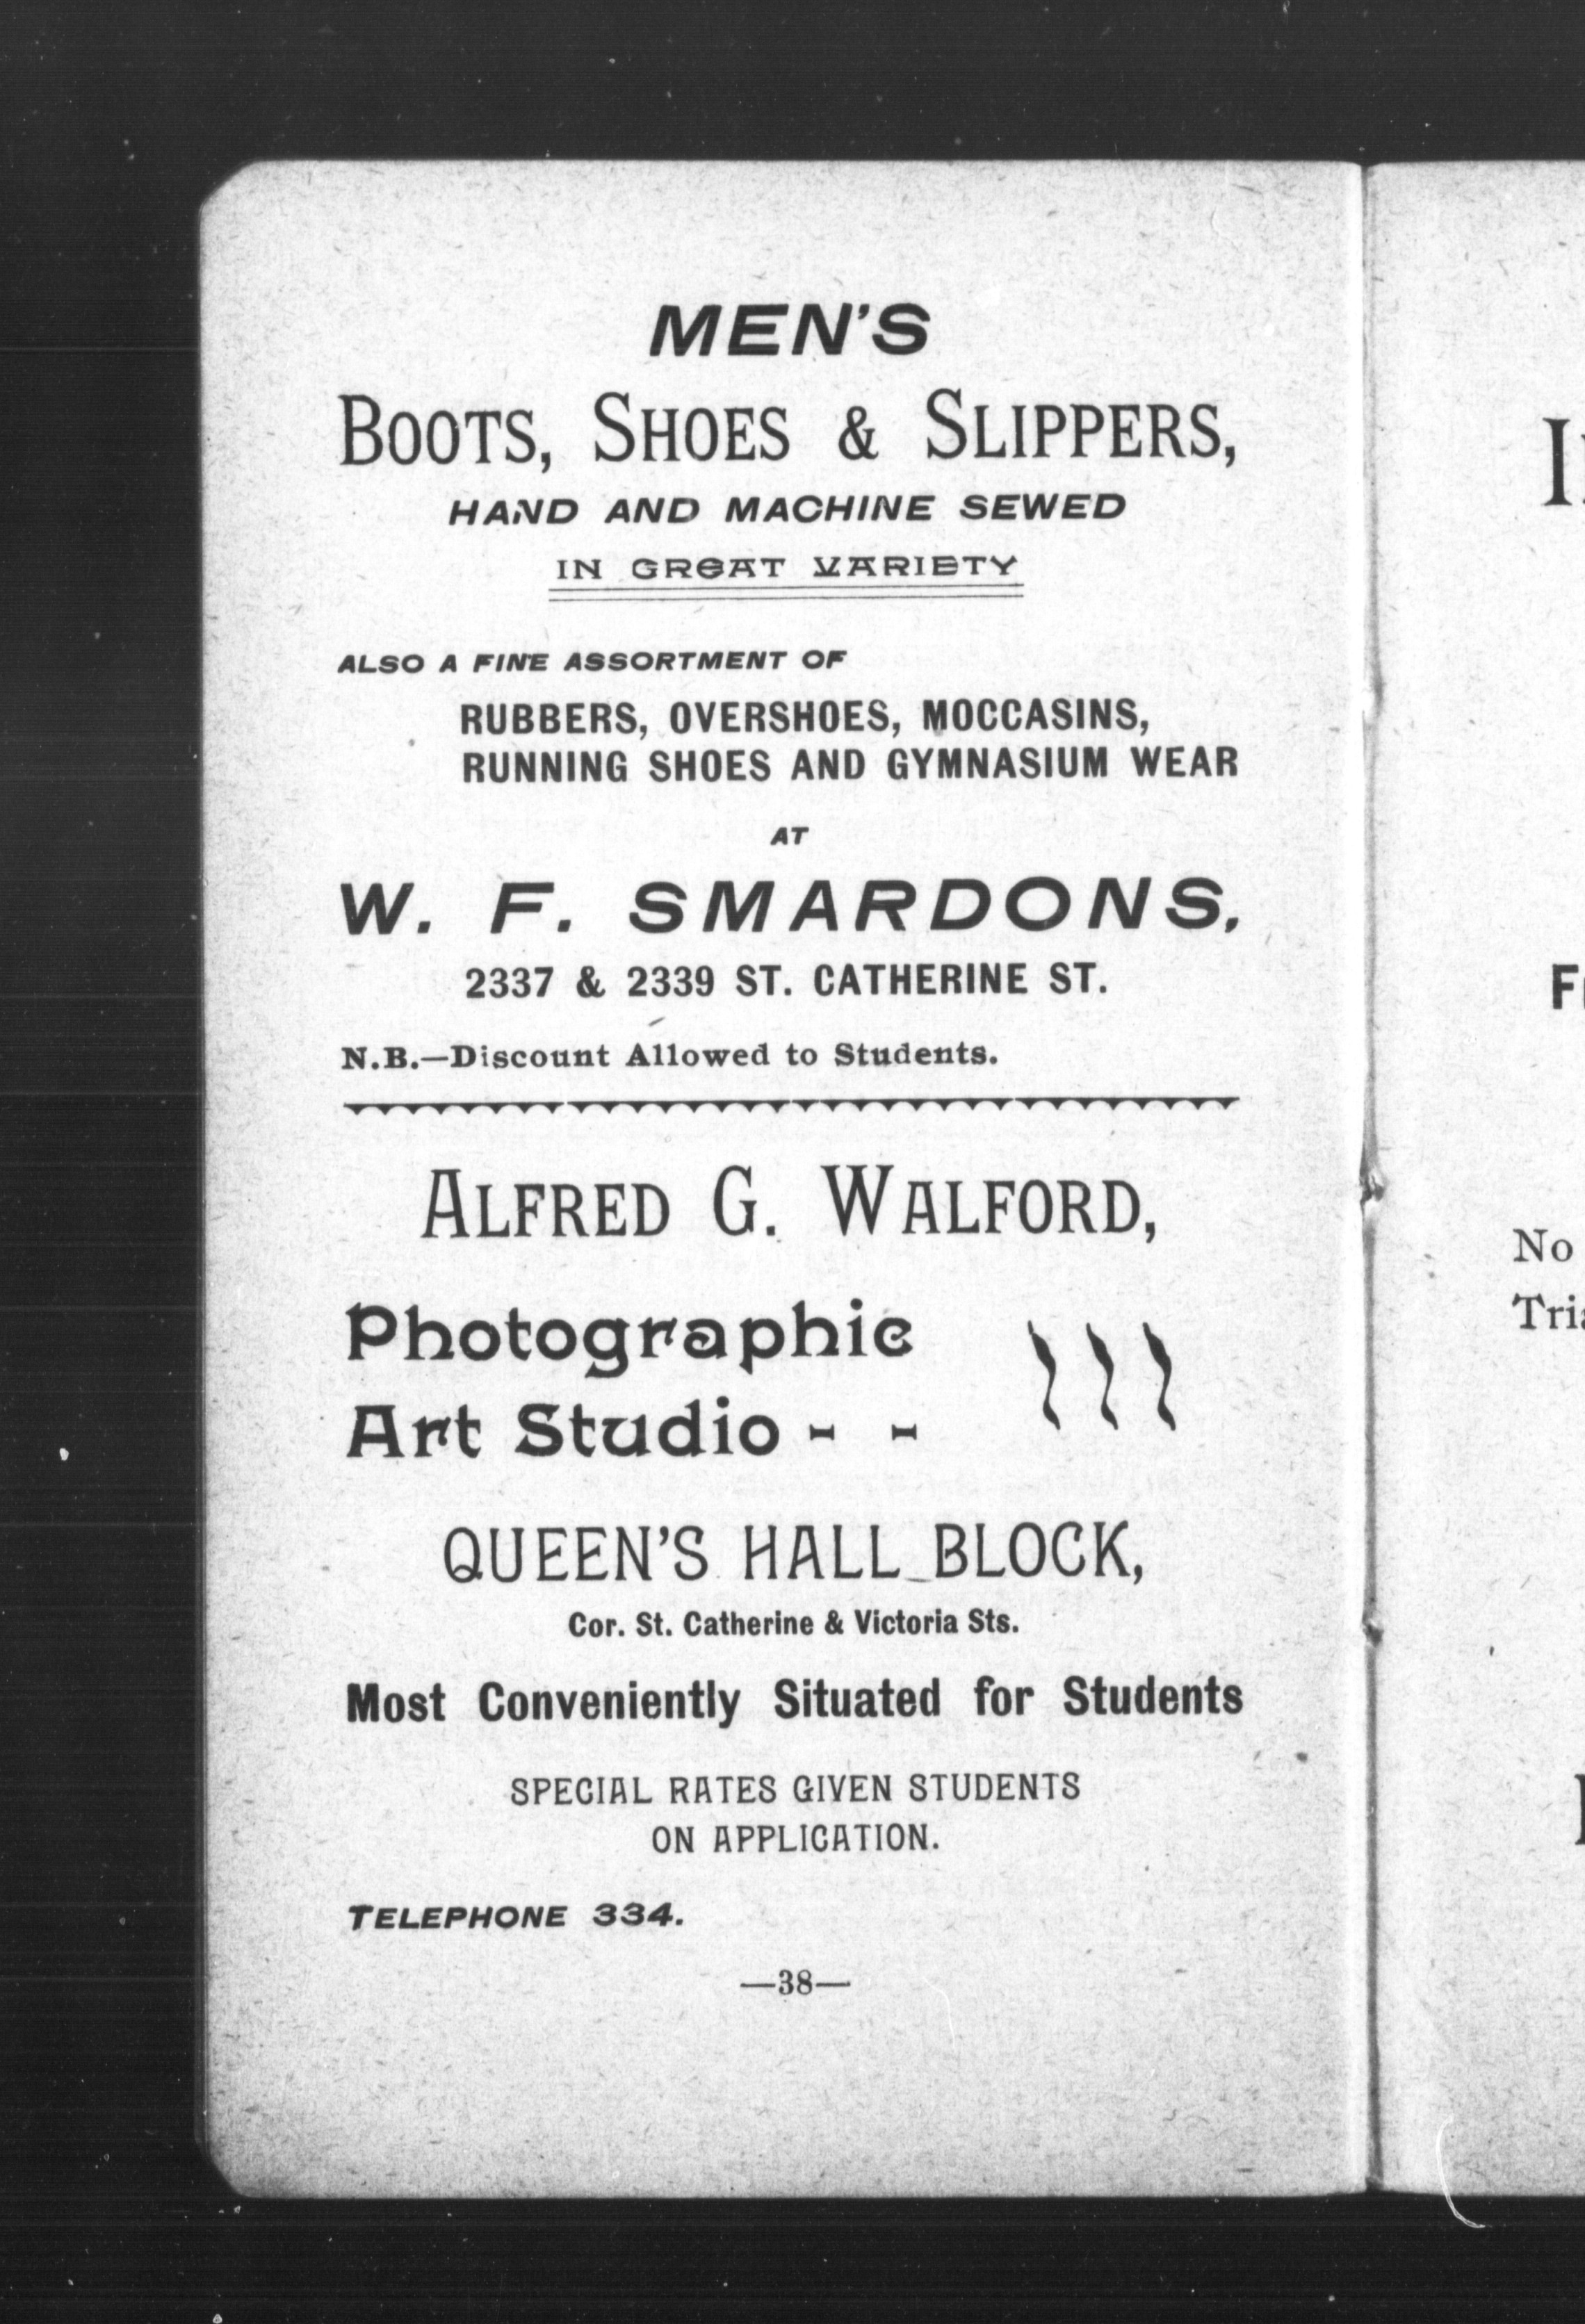 MEN'S
BOOTS, SHOES & SLIPPERS,
HAND AND MACHINE SEWED
IN GREAT VARIETY
ALSO A FINE ASSORTMENT OF
RUBBERS, OVERSHOES, MOCCASINS,
RUNNING SHOES AND GYMNASIUM WEAR
AT
W. F. SMARDONS,
2337 & 2339 ST. CATHERINE ST.
N.B.—Discount Allowed to Students.
ALFRED G. WALFORD,
Photographic
Art Studio - -
QUEEN'S HALL BLOCK,
Cor. St. Catherine & Victoria Sts.
Most Conveniently Situated for Students
SPECIAL RATES GIVEN STUDENTS
ON APPLICATION.
TELEPHONE 334.
—38—
No